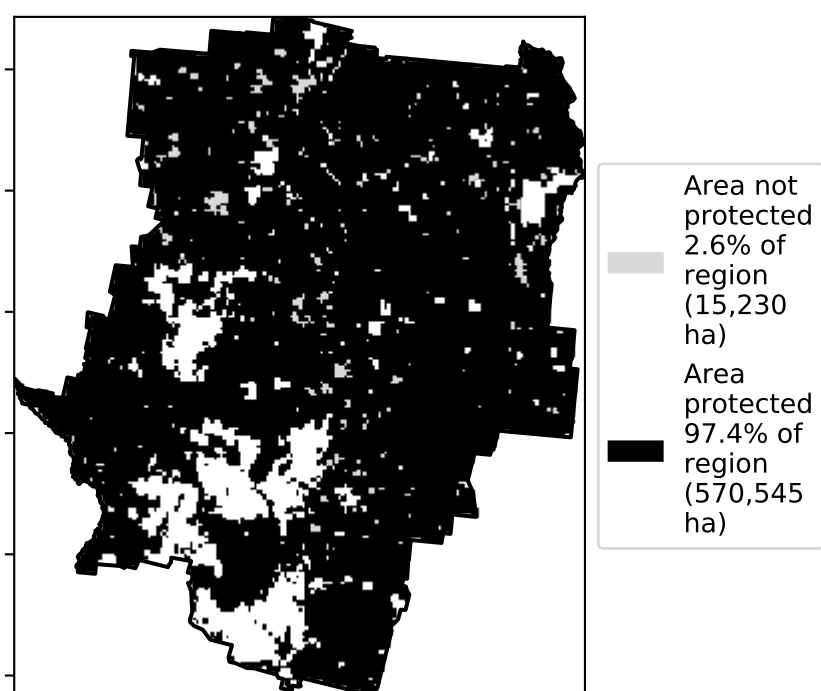 Area not
protected
2.6% of
region
(15,230
ha)
Area
protected
97.4% of
region
(570,545
ha)